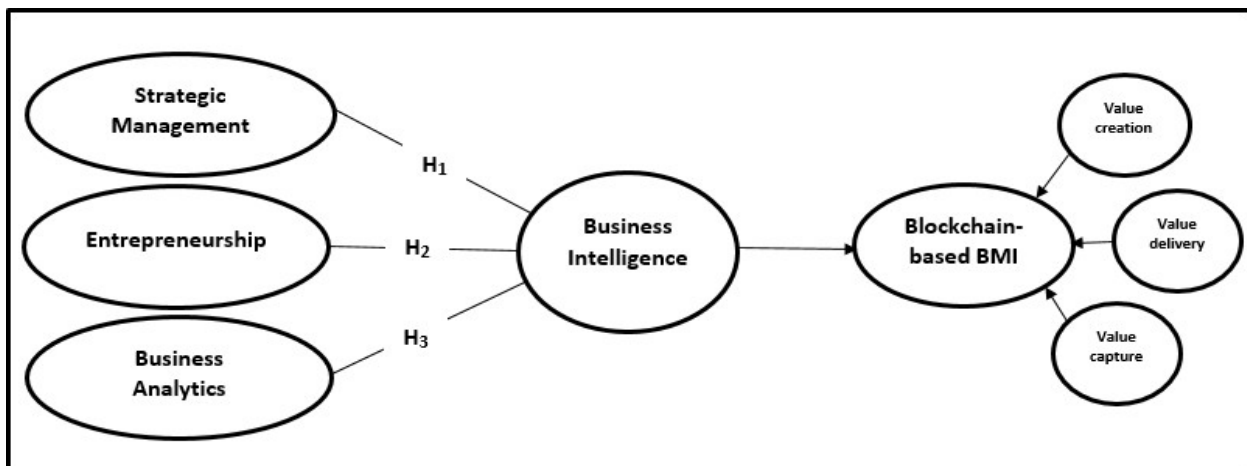 Strategic
Management
H1
Entrepreneurship
H2
Business
Analytics
H3
Business
Intelligence
Blockchain-
based BMI
Value
creation
Value
delivery
Value
capture